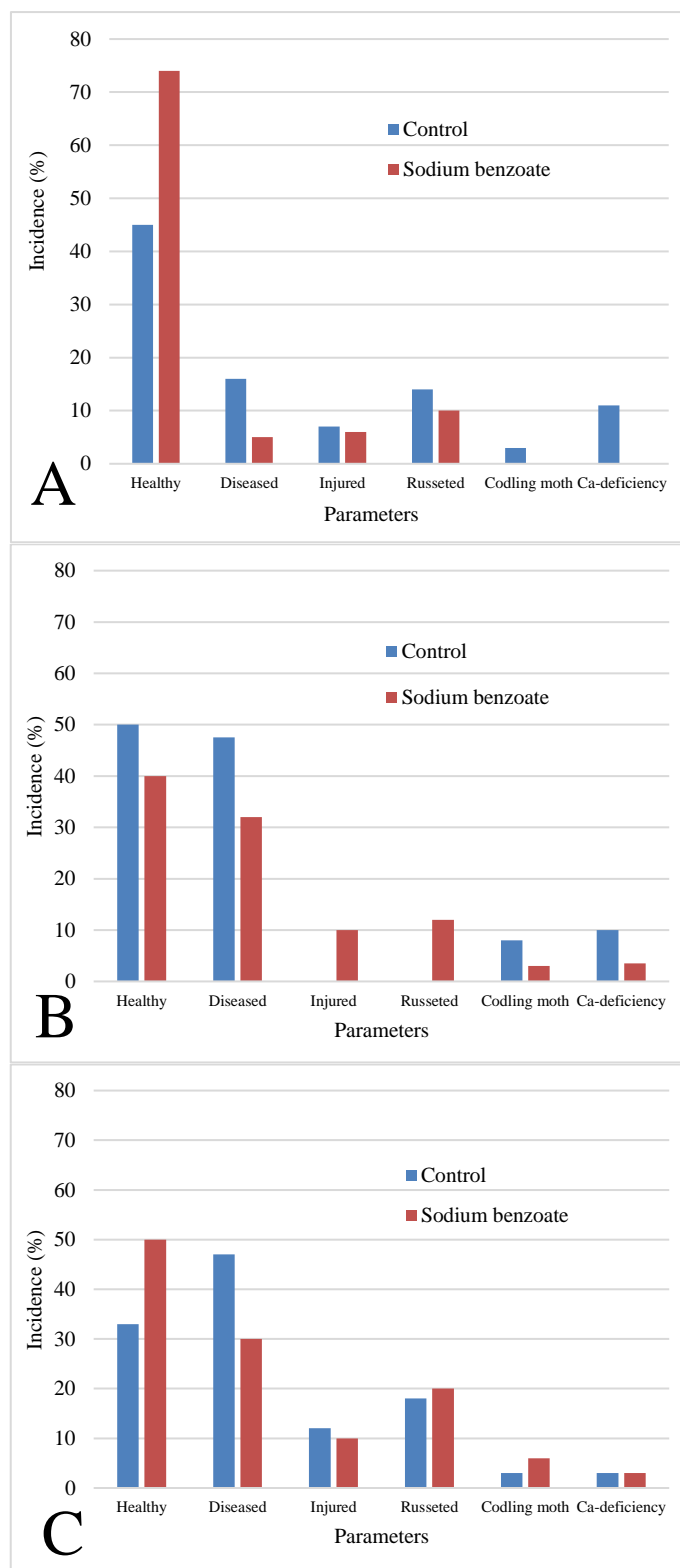 80
70
60
50
40
30
20
10
0
Incidence (%)
Control
Sodium benzoate
Healthy Diseased Injured Russeted Codling moth Ca-deficiency
Parameters
A
80
70
60
50
40
30
20
10
0
Incidence (%)
Control
Sodium benzoate
Healthy Diseased Injured Russeted Codling moth Ca-deficiency
Parameters
B
80
70
60
50
40
30
20
10
0
Incidence (%)
Control
Sodium benzoate
Healthy Diseased Injured Russeted Codling moth Ca-deficiency
Parameters
C